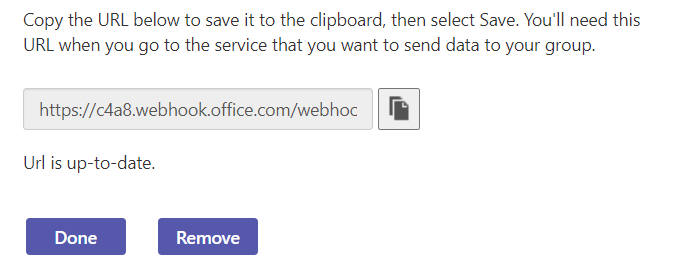 Copy the URL below to save it to the clipboard, then select Save. You'll need this
URL when you go to the service that you want to send data to your group.
https://c4a8.webhook.office.com/webhoc
Url is up-to-date.
Done
Remove